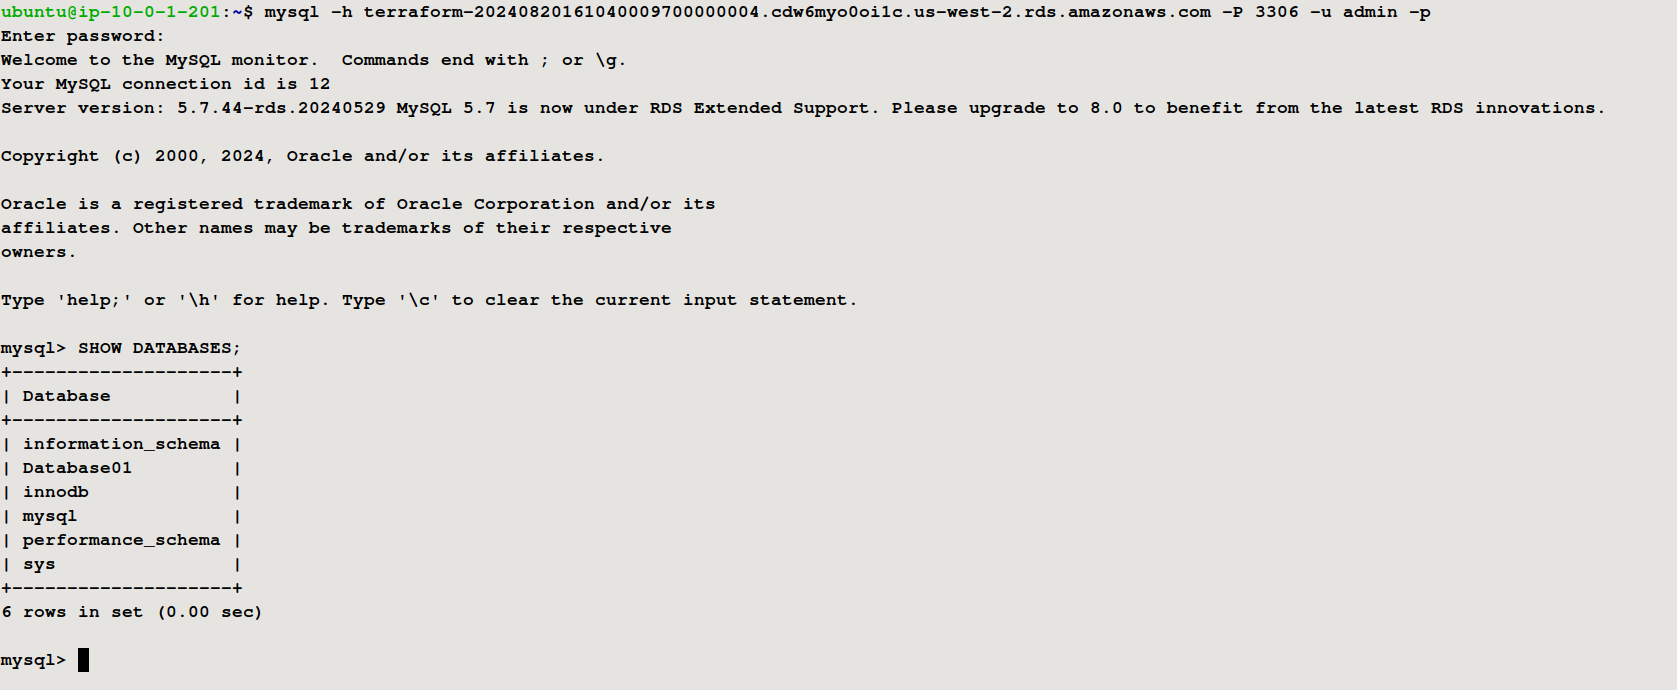 ubuntu@ip-10-0-1-201:~$ mysql -h terraform-20240820161040009700000004.cdw6myo0oi1c.us-west-2.rds.amazonaws.com -P 3306 -u admin -p
Enter password:
Welcome to the MySQL monitor.  Commands end with ; or \g.
Your MySQL connection id is 12
Server version: 5.7.44-rds.20240529 MySQL 5.7 is now under RDS Extended Support. Please upgrade to 8.0 to benefit from the latest RDS innovations.

Copyright (c) 2000, 2024, Oracle and/or its affiliates.

Oracle is a registered trademark of Oracle Corporation and/or its
affiliates. Other names may be trademarks of their respective
owners.

Type 'help;' or '\h' for help. Type '\c' to clear the current input statement.

mysql> SHOW DATABASES;
+--------------------+
| Database           |
+--------------------+
| information_schema |
| Database01         |
| innodb             |
| mysql              |
| performance_schema |
| sys                |
+--------------------+
6 rows in set (0.00 sec)

mysql>